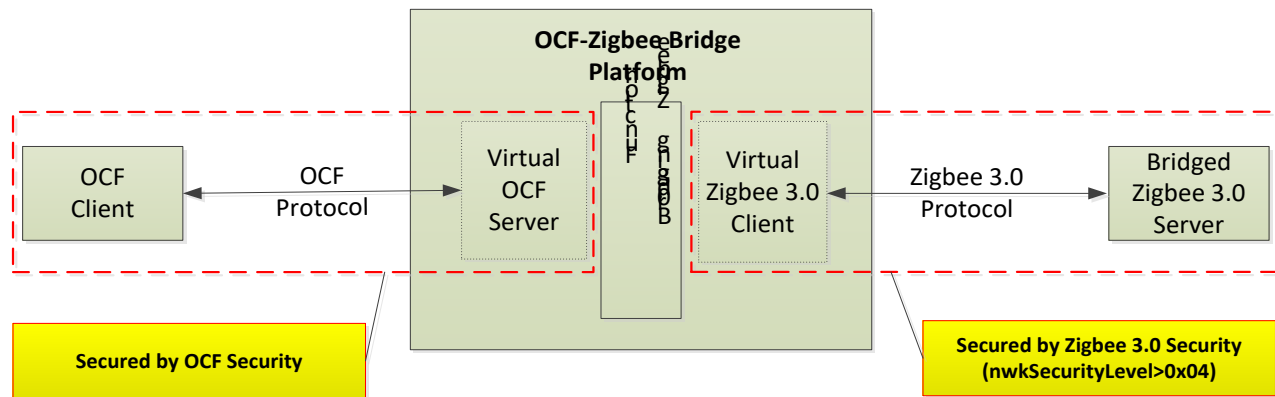 OCF-Zigbee Bridge
Platform
OCF
Client
OCF
Protocol
Virtual
OCF
Server
Function
Virtual
Zigbee 3.0
Client
Zigbee 3.0
Protocol
Bridged
Zigbee 3.0
Server
Secured by OCF Security
Secured by Zigbee 3.0 Security
(nwkSecurityLevel>0x04)